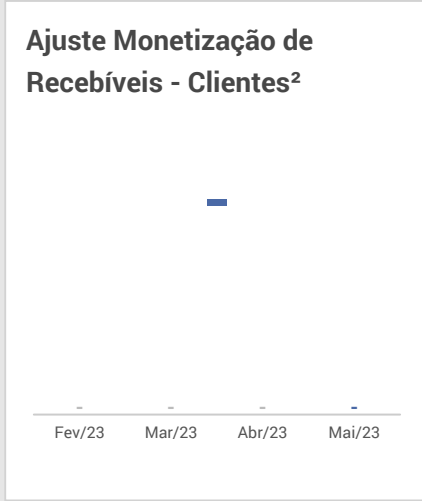 Ajuste Monetização de
Recebíveis - Clientes²
- - - -
Fev/23 Mar/23 Abr/23 Mai/23